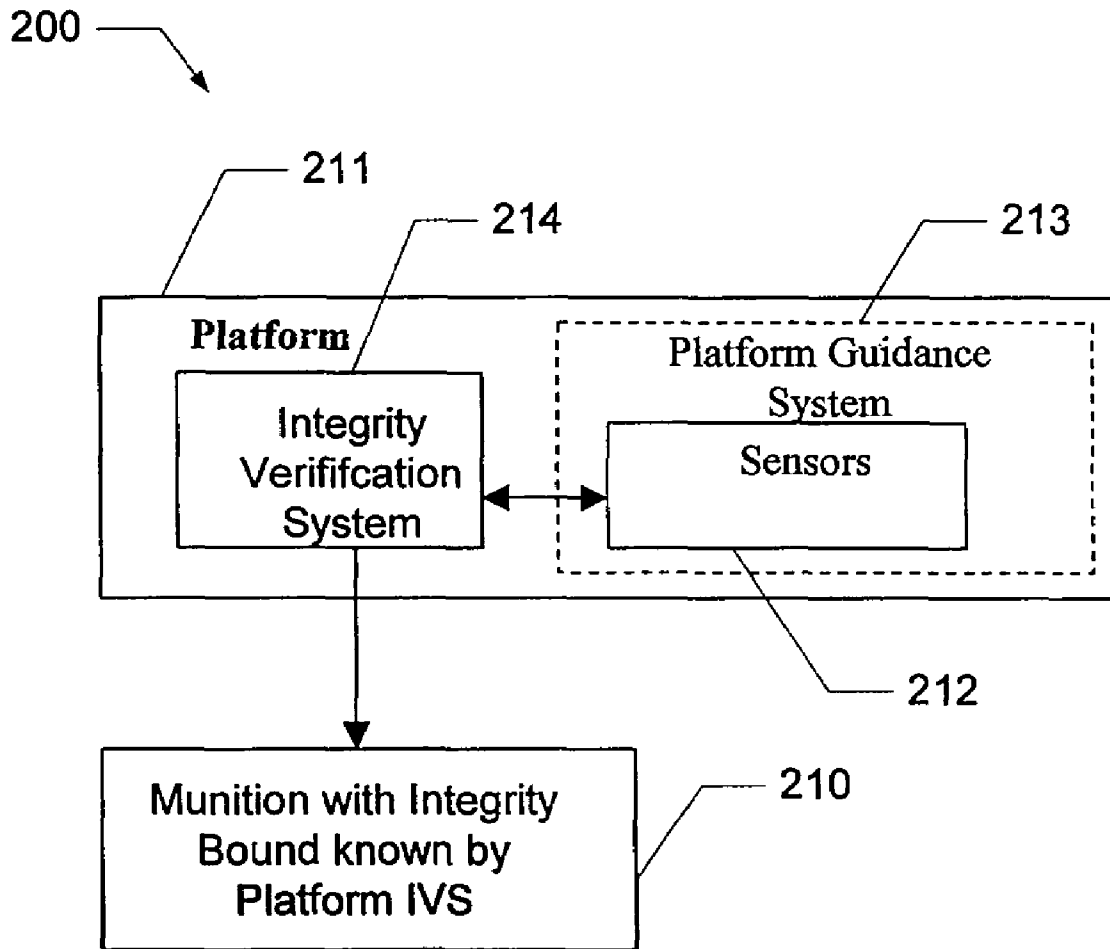 200
211
214
213
Platform
Platform Guidance
System
Integrity
Verififcation
System
Sensors
212
Munition with Integrity
Bound known by
Platform IVS
210